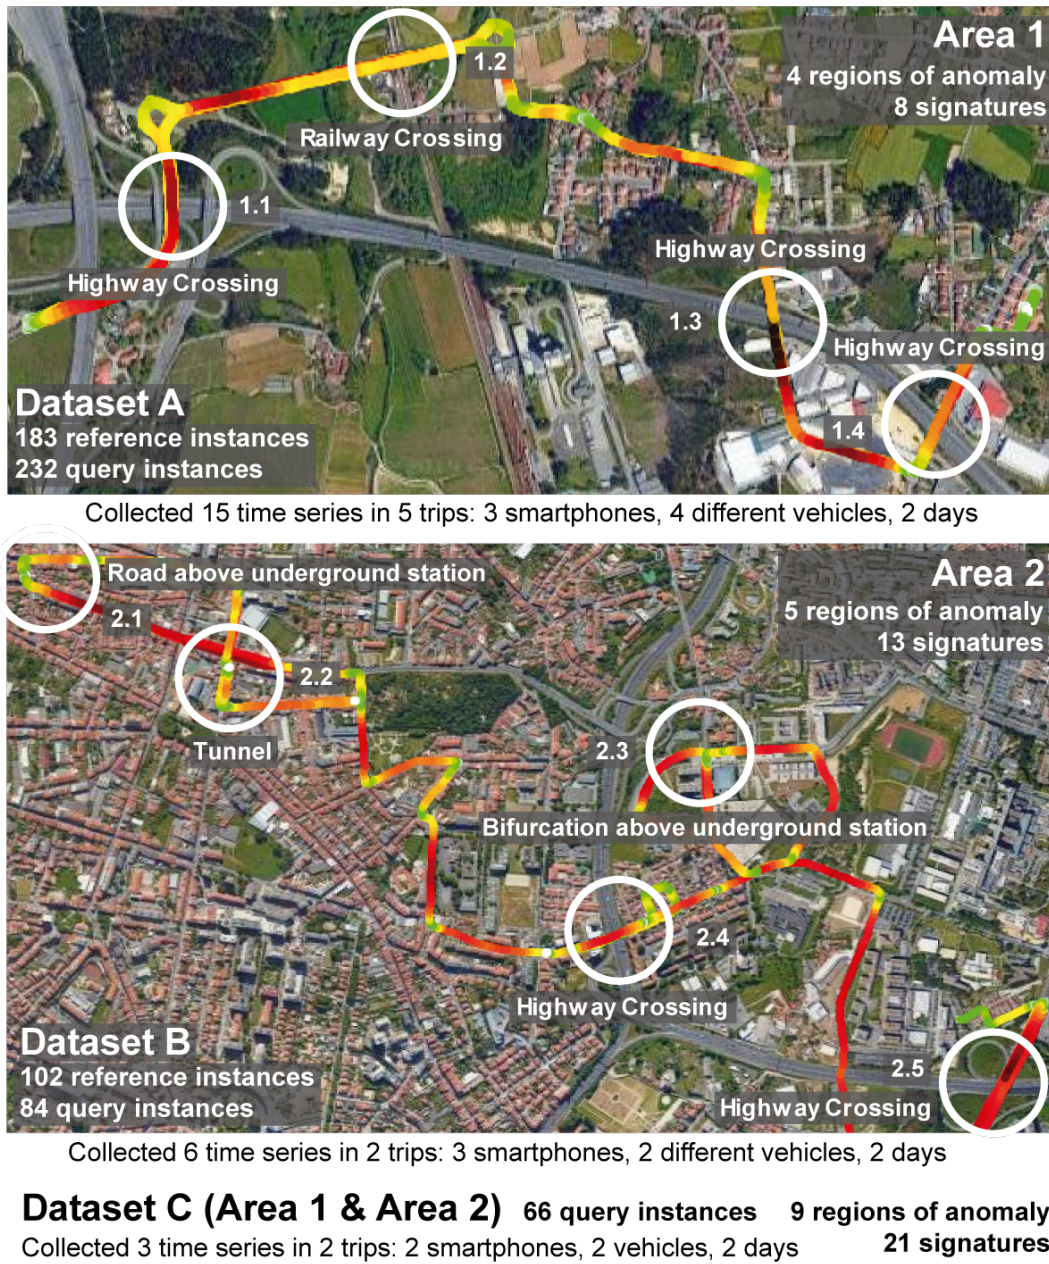 Area 1
4 regions of anomaly
8 signatures
1.2
Railway Crossing
1.1
Highway Crossing
Highway Crossing
1.3
Highway Crossing
1.4
Dataset A
183 reference instances
232 query instances
Collected 15 time series in 5 trips: 3 smartphones, 4 different vehicles, 2 days
Area 2
5 regions of anomaly
13 signatures
Road above underground station
2.1
2.2
Tunnel
2.3
Bifurcation above underground station
2.4
Highway Crossing
2.5
Highway Crossing
Dataset B
102 reference instances
84 query instances
Collected 6 time series in 2 trips: 3 smartphones, 2 different vehicles, 2 days
Dataset C (Area 1 & Area 2) 66 query instances 9 regions of anomaly
Collected 3 time series in 2 trips: 2 smartphones, 2 vehicles, 2 days 21 signatures